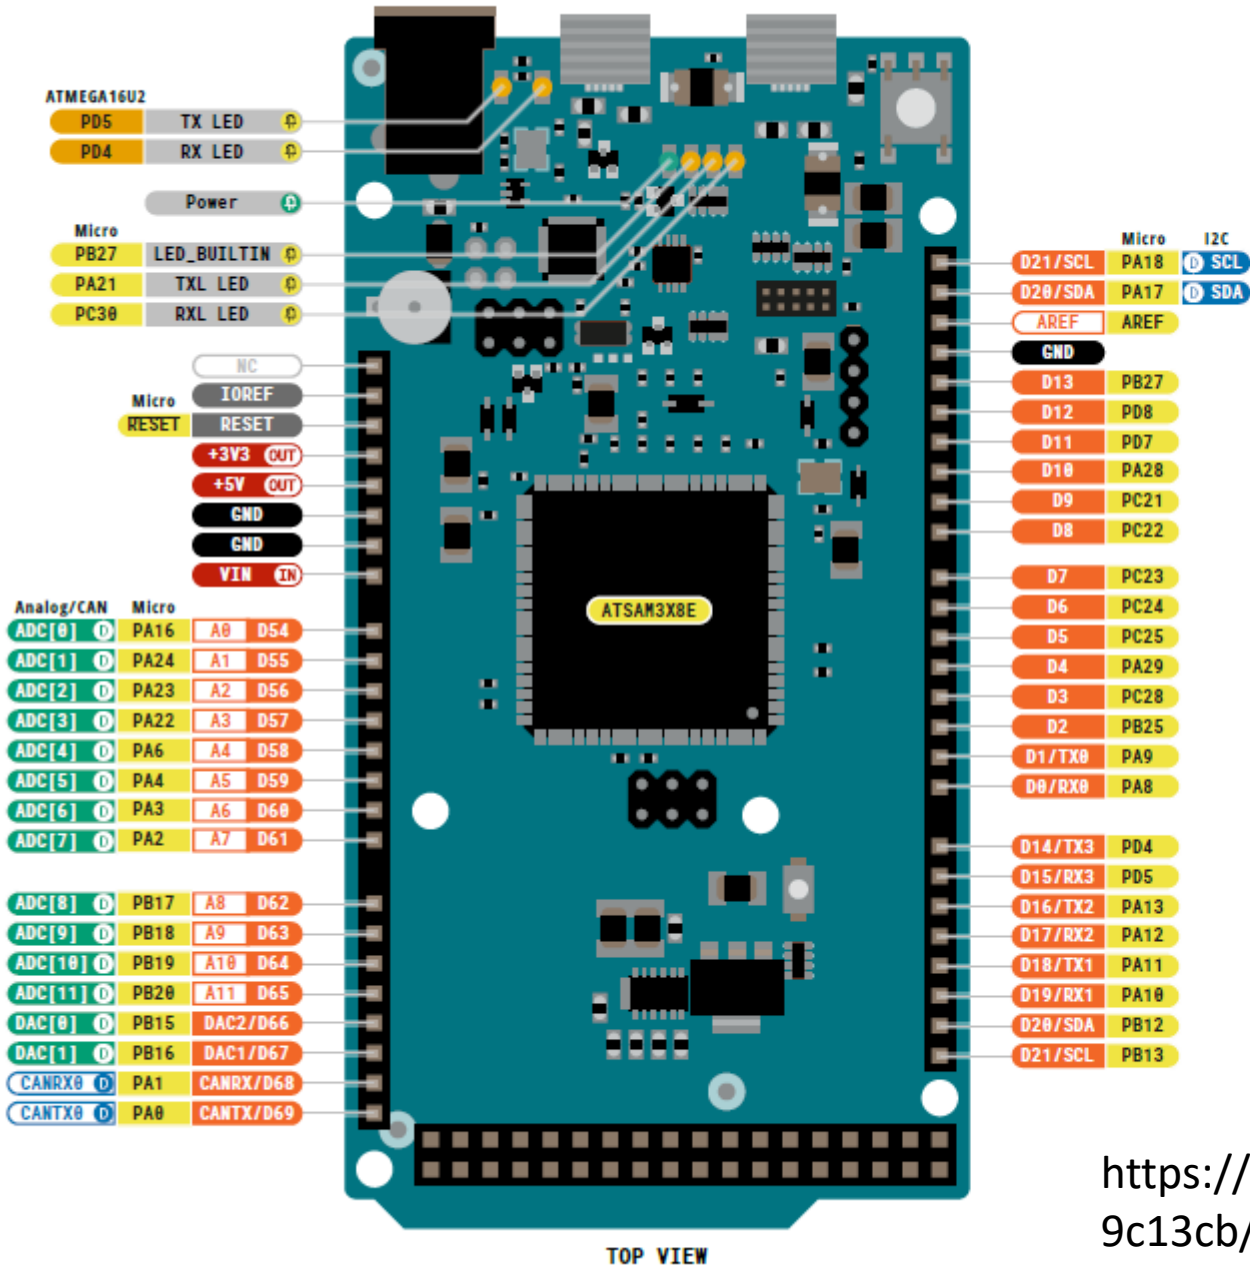 ATMEGA16U2
PD5 TX LED
PD4 RX LED
Power
Micro
PB27 LED_BUILTIN
PA21 TXL LED
PC30 RXL LED
NC
IOREF
Micro
RESET RESET
+3V3 OUT
+5V OUT
GND
GND
VIN IN
Analog/CAN Micro
ADC[0] D PA16 A0 D54
ADC[1] D PA24 A1 D55
ADC[2] D PA23 A2 D56
ADC[3] D PA22 A3 D57
ADC[4] D PA6 A4 D58
ADC[5] D PA4 A5 D59
ADC[6] D PA3 A6 D60
ADC[7] D PA2 A7 D61
ADC[8] D PB17 A8 D62
ADC[9] D PB18 A9 D63
ADC[10] D PB19 A10 D64
ADC[11] D PB20 A11 D65
DAC[0] D PB15 DAC2/D66
DAC[1] D PB16 DAC1/D67
CANRX0 D PA1 CANRX/D68
CANTX0 D PA0 CANTX/D69
ATSAM3X8E
Micro I2C
D21/SCL PA18 D SCL
D20/SDA PA17 D SDA
AREF AREF
GND
D13 PB27
D12 PD8
D11 PD7
D10 PA28
D9 PC21
D8 PC22
D7 PC23
D6 PC24
D5 PC25
D4 PA29
D3 PC28
D2 PB25
D1/TX0 PA9
D0/RX0 PA8
D14/TX3 PD4
D15/RX3 PD5
D16/TX2 PA13
D17/RX2 PA12
D18/TX1 PA11
D19/RX1 PA10
D20/SDA PB12
D21/SCL PB13
https://
9c13cb/
TOP VIEW